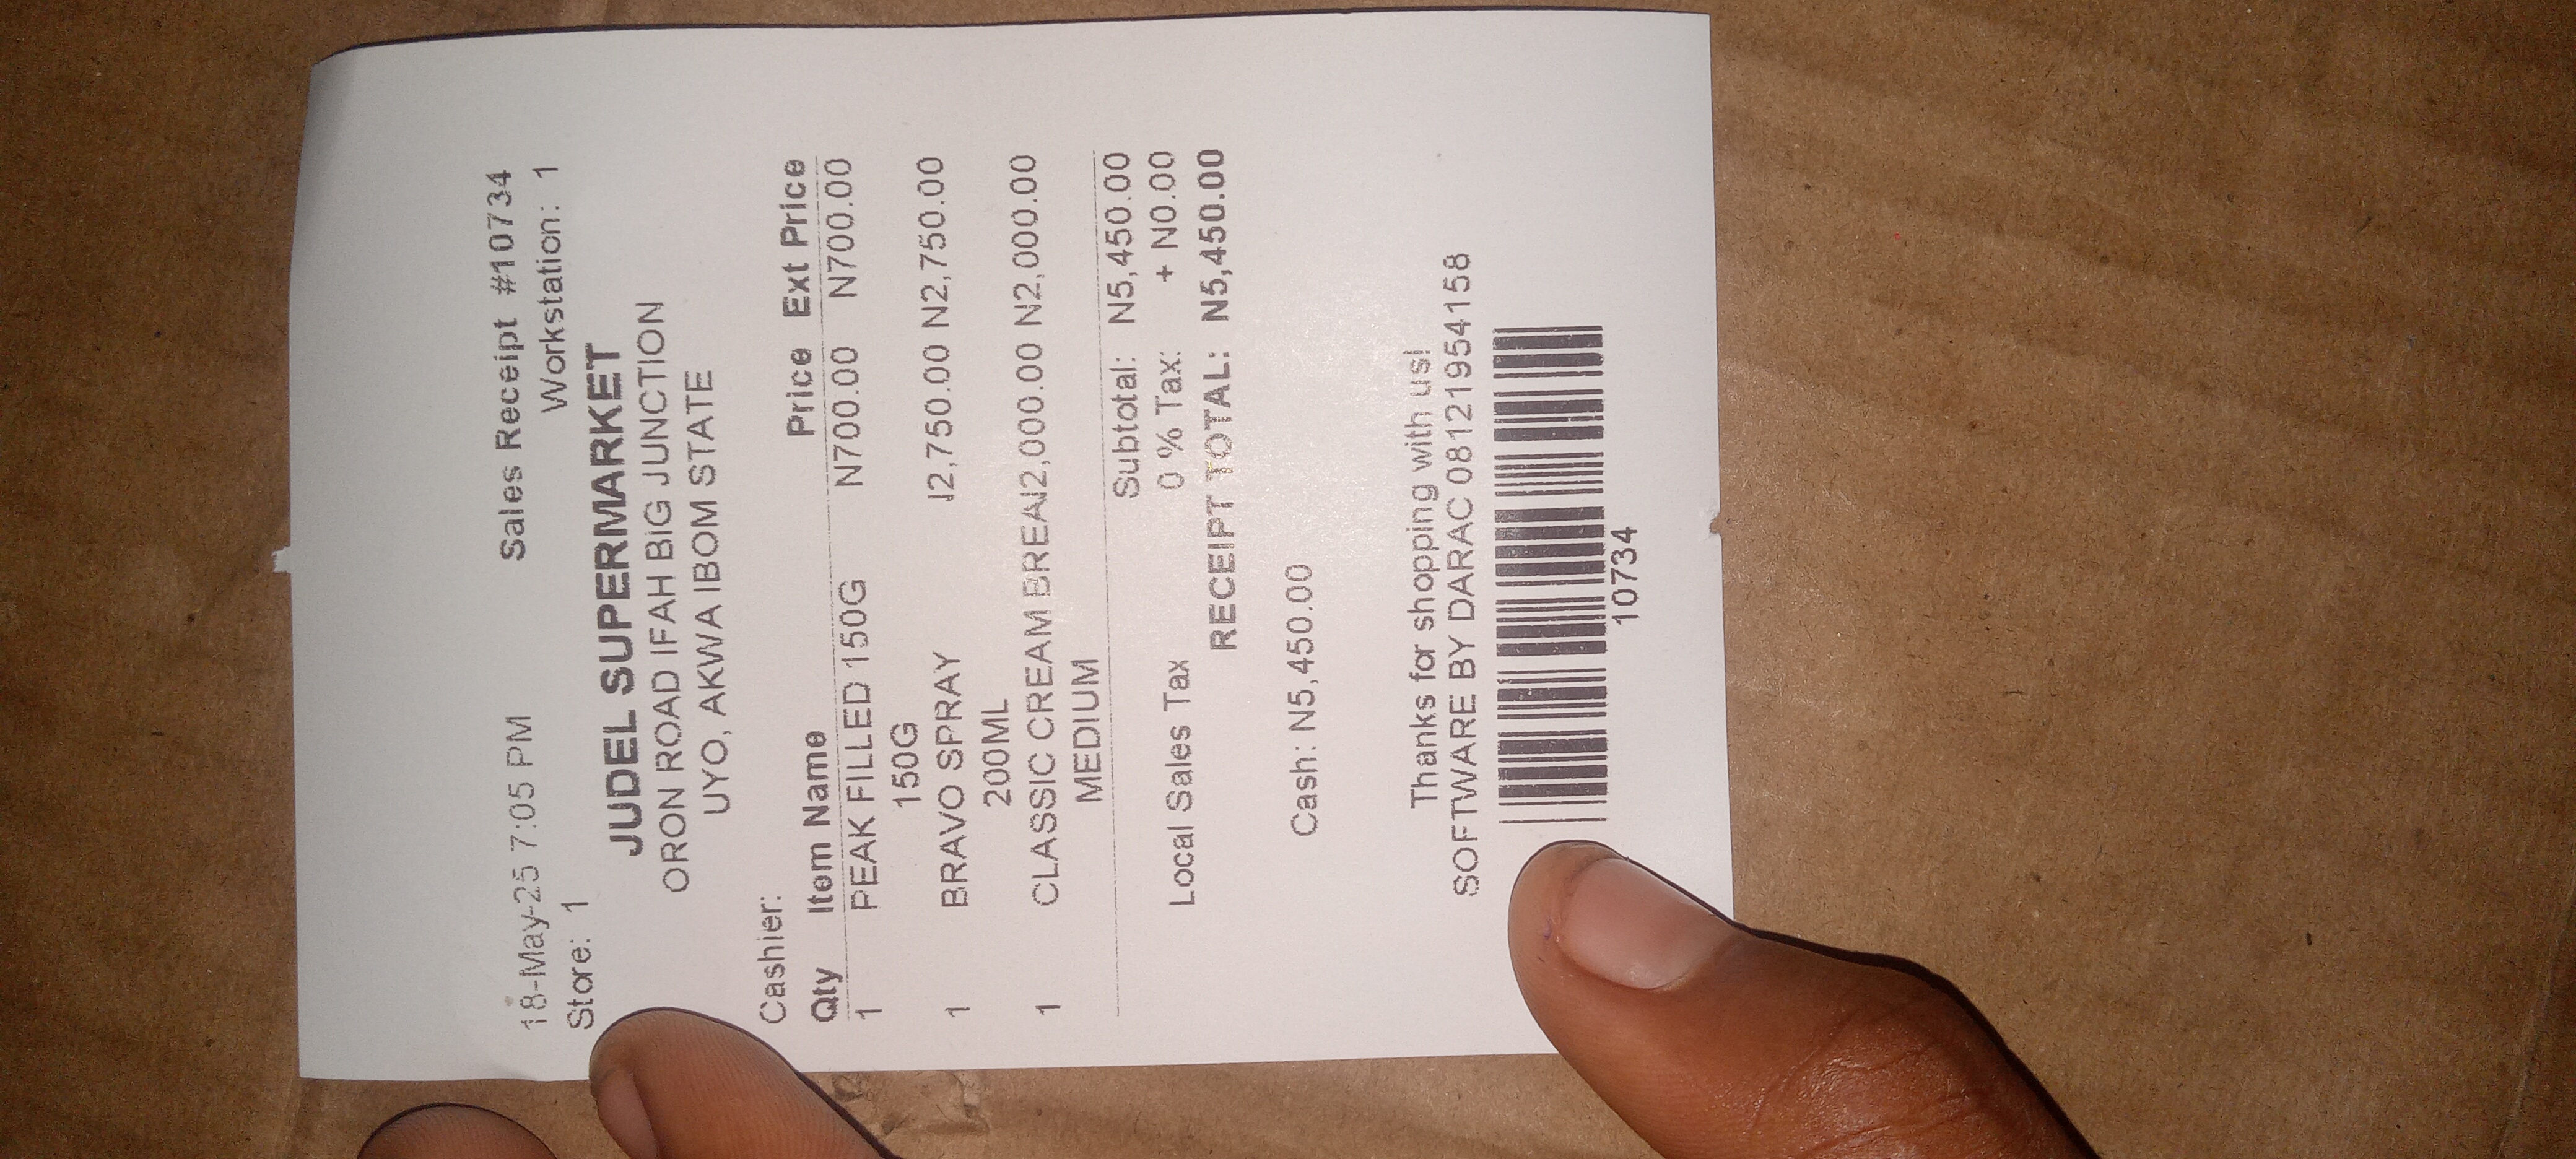 18-May-25 7:05 PM Sales Receipt #10734
Store: 1 Workstation: 1
JUDEL SUPERMARKET
ORON ROAD IFAH BIG JUNCTION
UYO, AKWA IBOM STATE
Cashier:
Qty Item Name Price Ext Price
1 PEAK FILLED 150G N700.00 N700.00
150G
1 BRAVO SPRAY 2,750.00 N2,750.00
200ML
1 CLASSIC CREAM BREA 2,000.00 N2,000.00
MEDIUM
Subtotal: N5,450.00
Local Sales Tax 0 % Tax: + N0.00
RECEIPT TOTAL: N5,450.00
Cash: N5,450.00
Thanks for shopping with us!
SOFTWARE BY DARAC 08121954158
10734